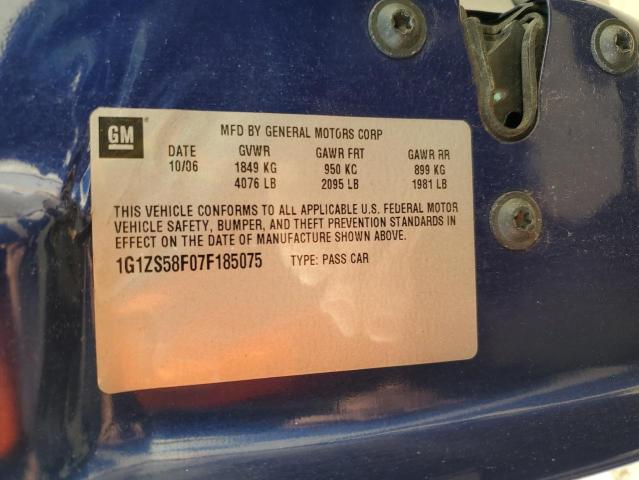 GM
MFD BY GENERAL MOTORS CORP
DATE GVWR GAWR FRT GAWR RR
10/06 1849 KG 950 KG 899 KG
4076 LB 2095 LB 1981 LB
THIS VEHICLE CONFORMS TO ALL APPLICABLE U.S. FEDERAL MOTOR
VEHICLE SAFETY, BUMPER, AND THEFT PREVENTION STANDARDS IN
EFFECT ON THE DATE OF MANUFACTURE SHOWN ABOVE.
1G1ZS58F07F185075 TYPE: PASS CAR